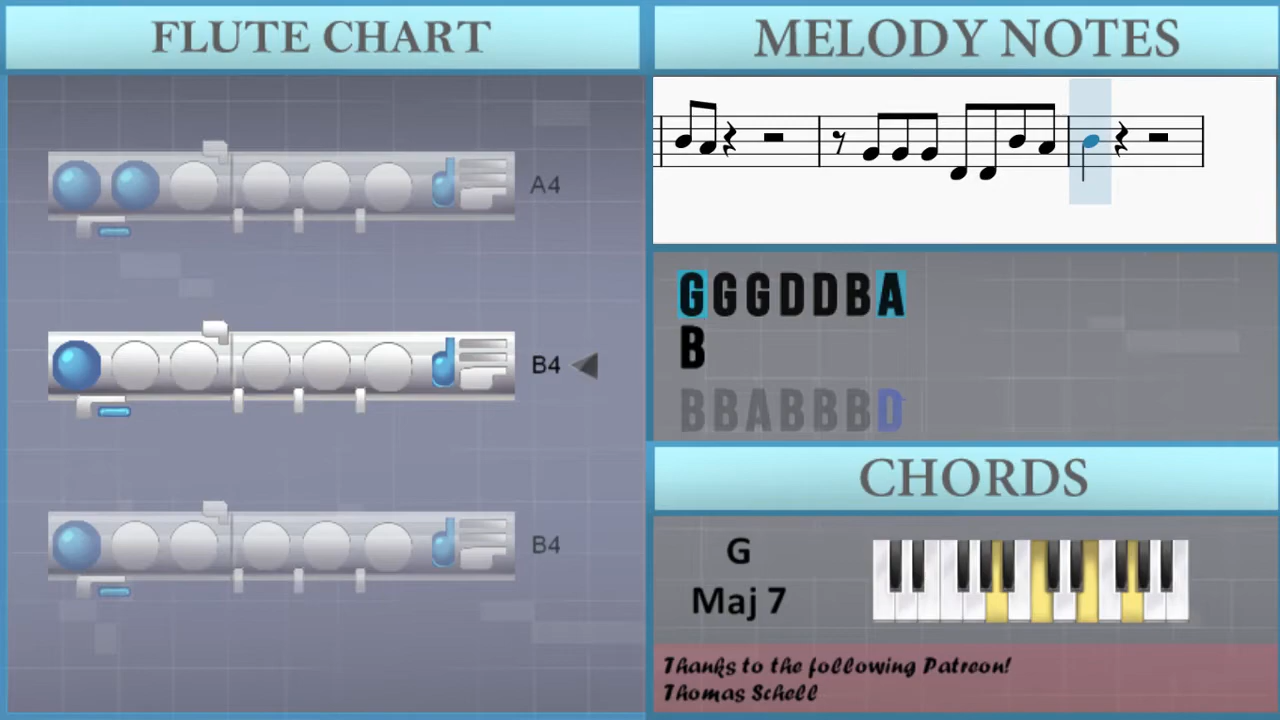 FLUTE CHART
A4
B4
B4
MELODY NOTES
GGGDDBA
B
BBABBBD
CHORDS
G
Maj 7
Thanks to the following Patreon!
Thomas Schell